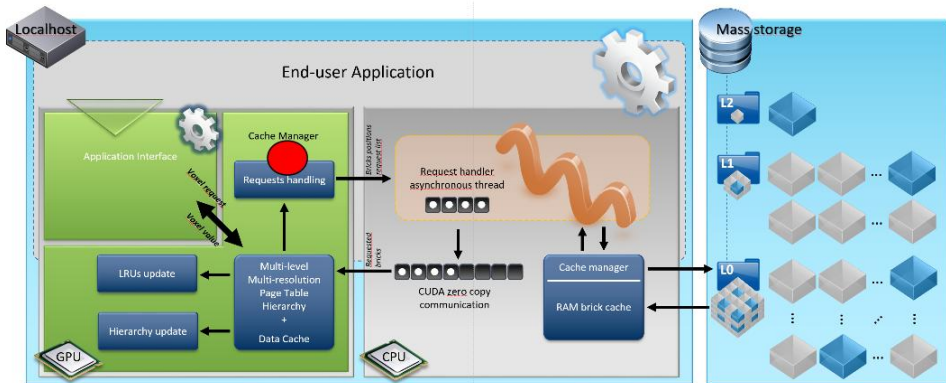 Localhost
Mass storage
End-user Application
L2
Cache Manager
Application Interface
Requests handling
Bricks positions
request list
Request handler
asynchronous thread
L1
Voxel request
Voxel value
Requested
bricks
LRUs update
Multi-level
Multi-resolution
Page Table
Hierarchy
+
Data Cache
CUDA zero copy
communication
Cache manager
RAM brick cache
L0
Hierarchy update
GPU
CPU